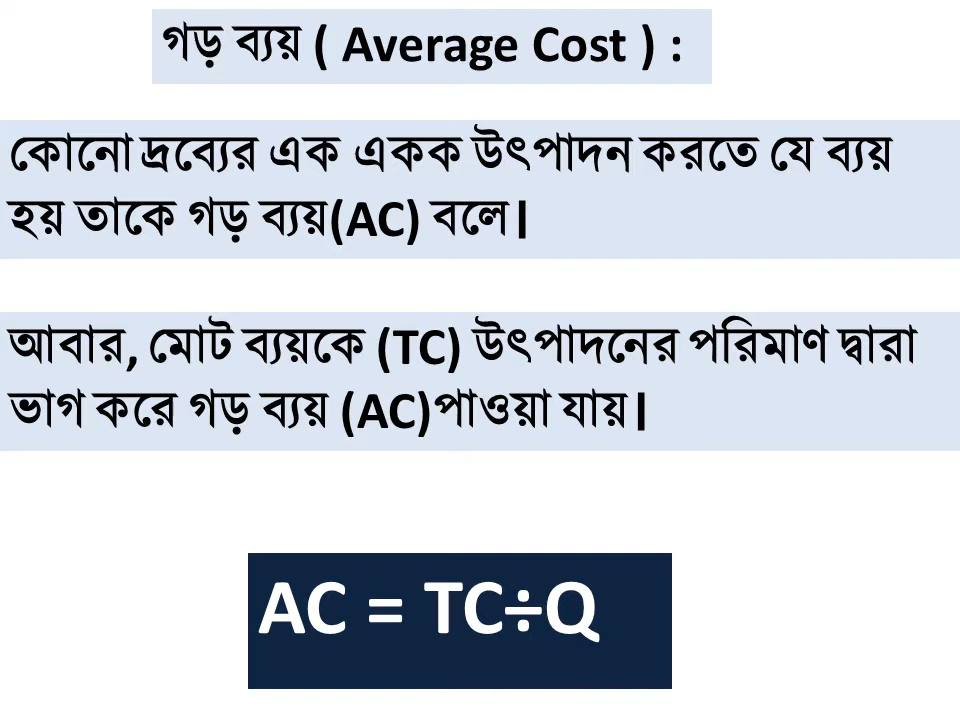 গড় ব্যয় ( Average Cost ) :
কোনো দ্রব্যের এক একক উৎপাদন করতে যে ব্যয়
হয় তাকে গড় ব্যয়(AC) বলে।
আবার, মোট ব্যয়কে (TC) উৎপাদনের পরিমাণ দ্বারা
ভাগ করে গড় ব্যয় (AC)পাওয়া যায়।
AC = TC÷Q